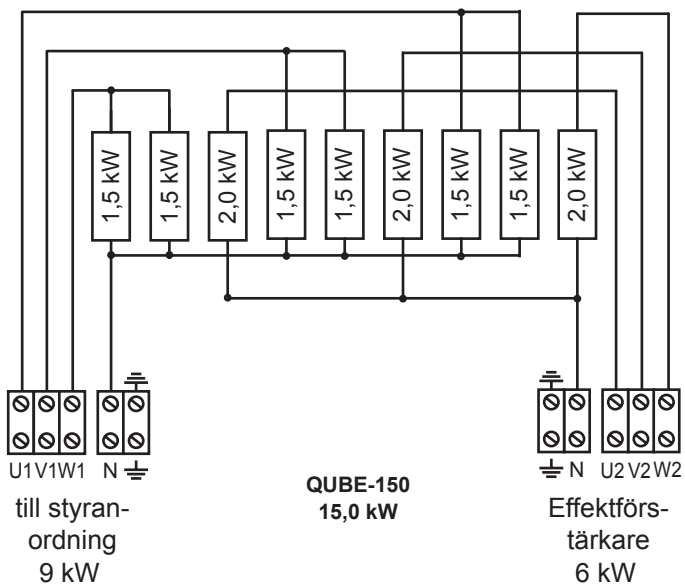 1,5 kW
1,5 kW
2,0 kW
1,5 kW
1,5 kW
2,0 kW
1,5 kW
1,5 kW
2,0 kW
U1 V1 W1 N
N U2 V2 W2
till styran-
ordning
9 kW
QUBE-150
15,0 kW
Effektförs-
tärkare
6 kW